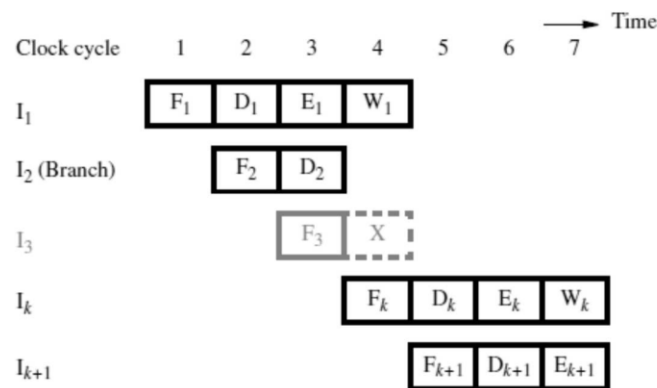 Time
Clock cycle 1 2 3 4 5 6 7
I₁ F₁ D₁ E₁ W₁
I₂ (Branch) F₂ D₂
I₃ F₃ X
Iₖ Fₖ Dₖ Eₖ Wₖ
Iₖ₊₁ Fₖ₊₁ Dₖ₊₁ Eₖ₊₁